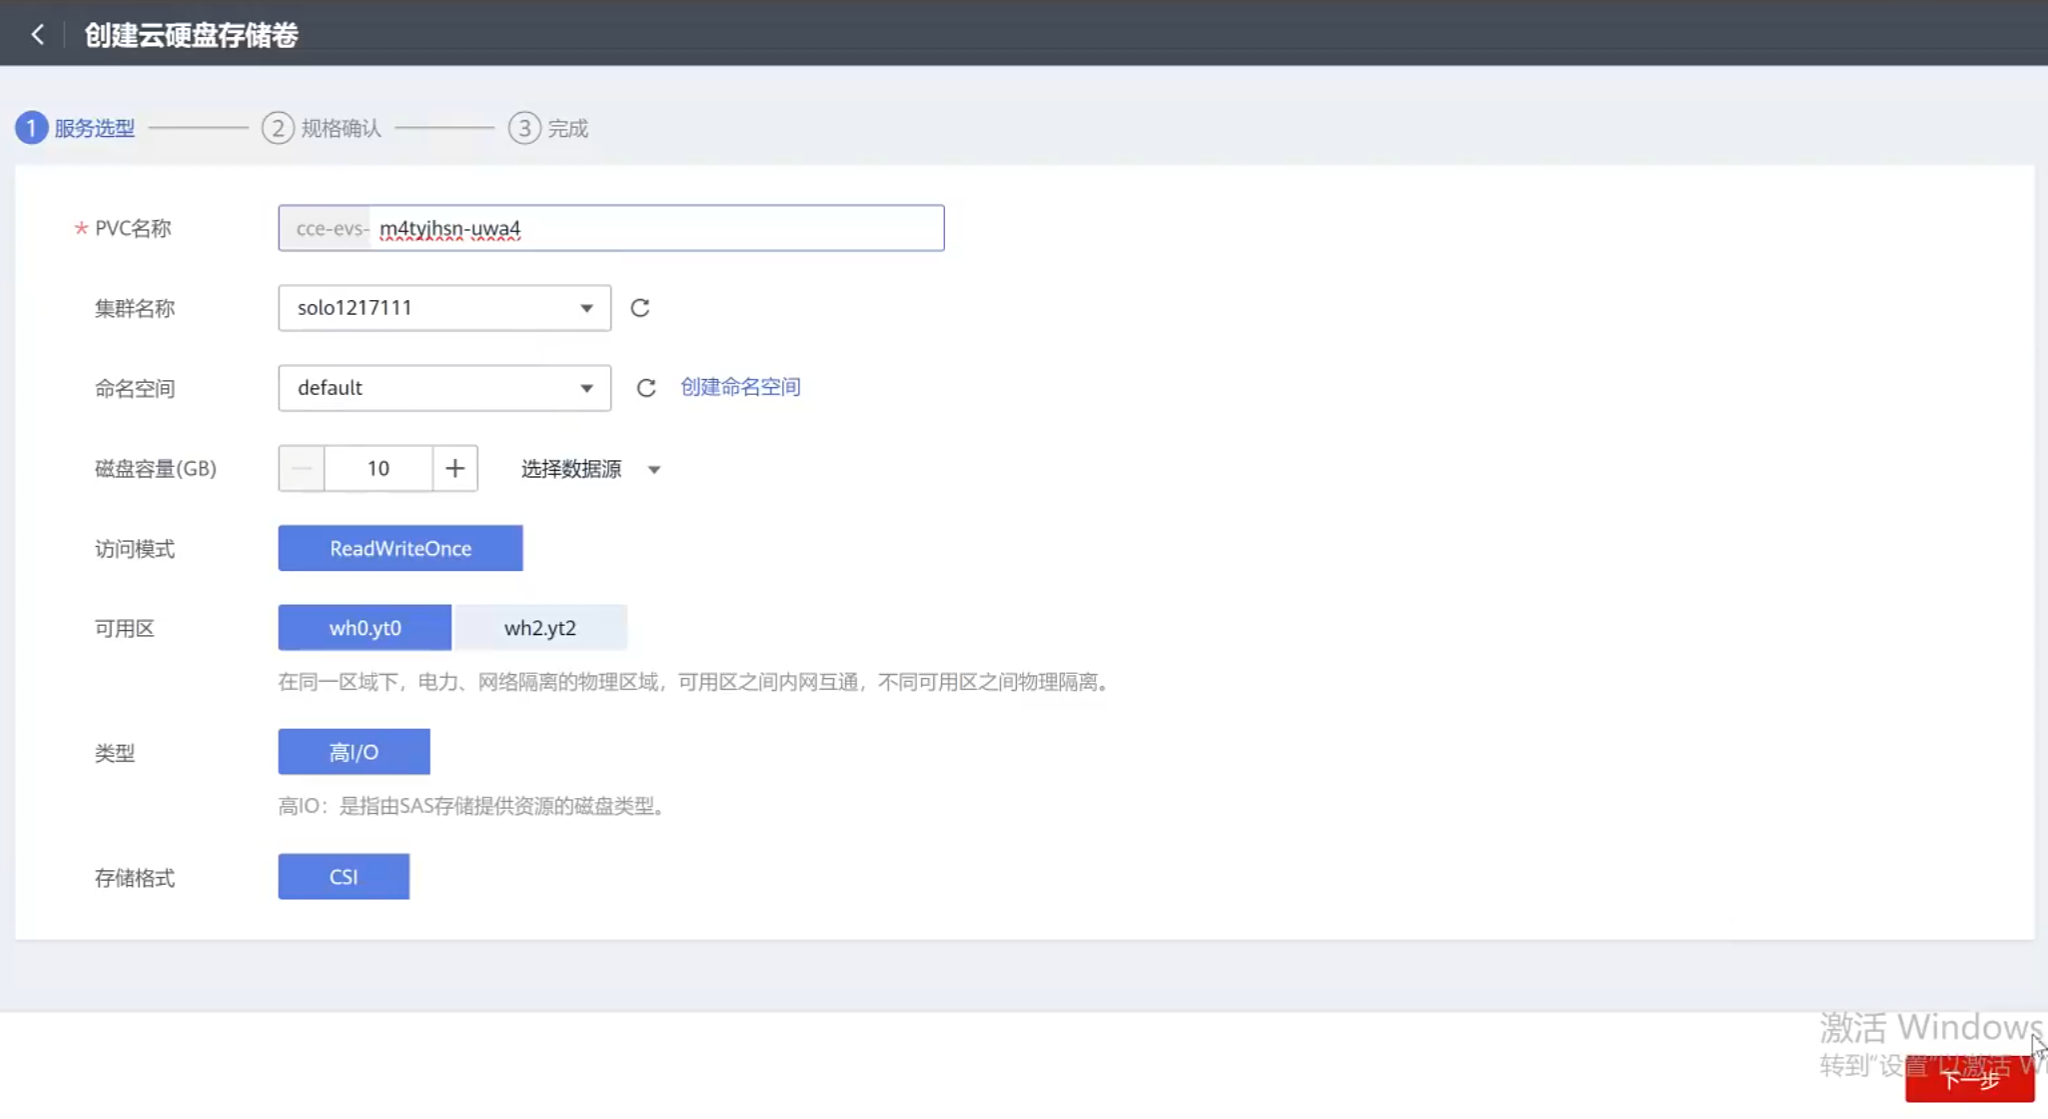 创建云硬盘存储卷
1 服务选型 2 规格确认 3 完成
* PVC名称 cce-evs- m4tyjhsn-uwa4
集群名称 solo1217111
命名空间 default 创建命名空间
磁盘容量(GB) 10 选择数据源
访问模式 ReadWriteOnce
可用区 wh0.yt0 wh2.yt2
在同一区域下，电力、网络隔离的物理区域，可用区之间内网互通，不同可用区之间物理隔离。
类型 高I/O
高IO：是指由SAS存储提供资源的磁盘类型。
存储格式 CSI
激活 Windows
转到"设置"以激活 Wi
下一步